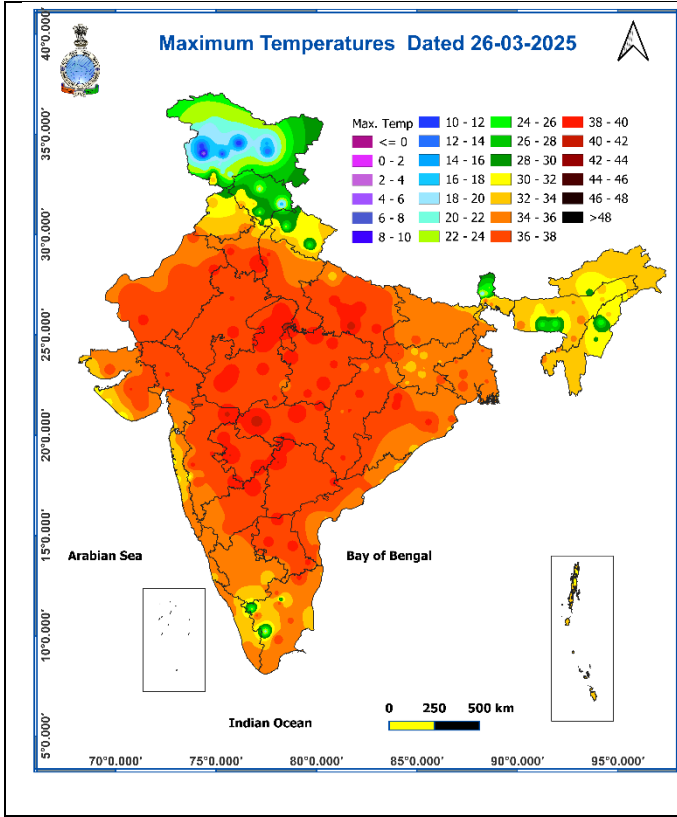 Maximum Temperatures Dated 26-03-2025
Max. Temp
<= 0
0 - 2
2 - 4
4 - 6
6 - 8
8 - 10
10 - 12
12 - 14
14 - 16
16 - 18
18 - 20
20 - 22
22 - 24
24 - 26
26 - 28
28 - 30
30 - 32
32 - 34
34 - 36
36 - 38
38 - 40
40 - 42
42 - 44
44 - 46
46 - 48
>48
40°0.000'
35°0.000'
30°0.000'
25°0.000'
20°0.000'
15°0.000'
10°0.000'
5°0.000'
Arabian Sea
Bay of Bengal
Indian Ocean
0 250 500 km
70°0.000' 75°0.000' 80°0.000' 85°0.000' 90°0.000' 95°0.000'